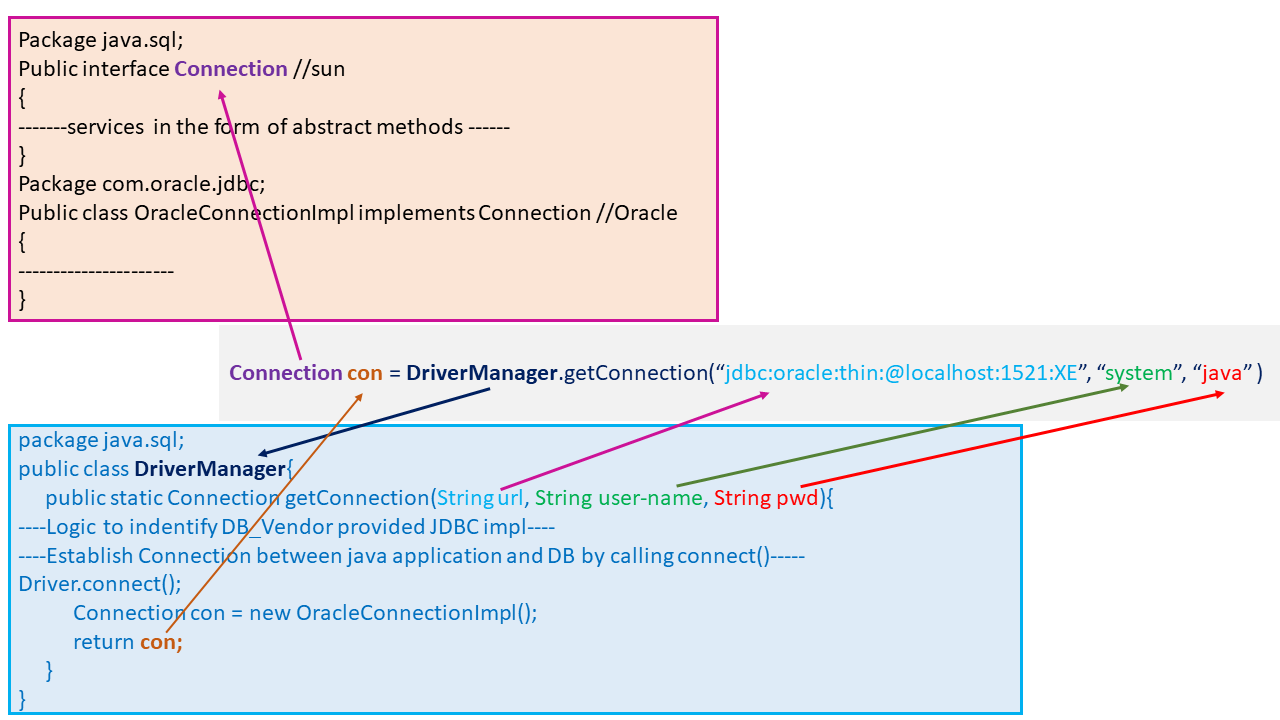 Package java.sql;
Public interface Connection //sun
{
-------services in the form of abstract methods ------
}
Package com.oracle.jdbc;
Public class OracleConnectionImpl implements Connection //Oracle
{
----------------------
}
Connection con = DriverManager.getConnection(“jdbc:oracle:thin:@localhost:1521:XE”, “system”, “java” )
package java.sql;
public class DriverManager{
public static Connection getConnection(String url, String user-name, String pwd){
----Logic to indentify DB_Vendor provided JDBC impl----
----Establish Connection between java application and DB by calling connect()-----
Driver.connect();
Connection con = new OracleConnectionImpl();
return con;
}
}